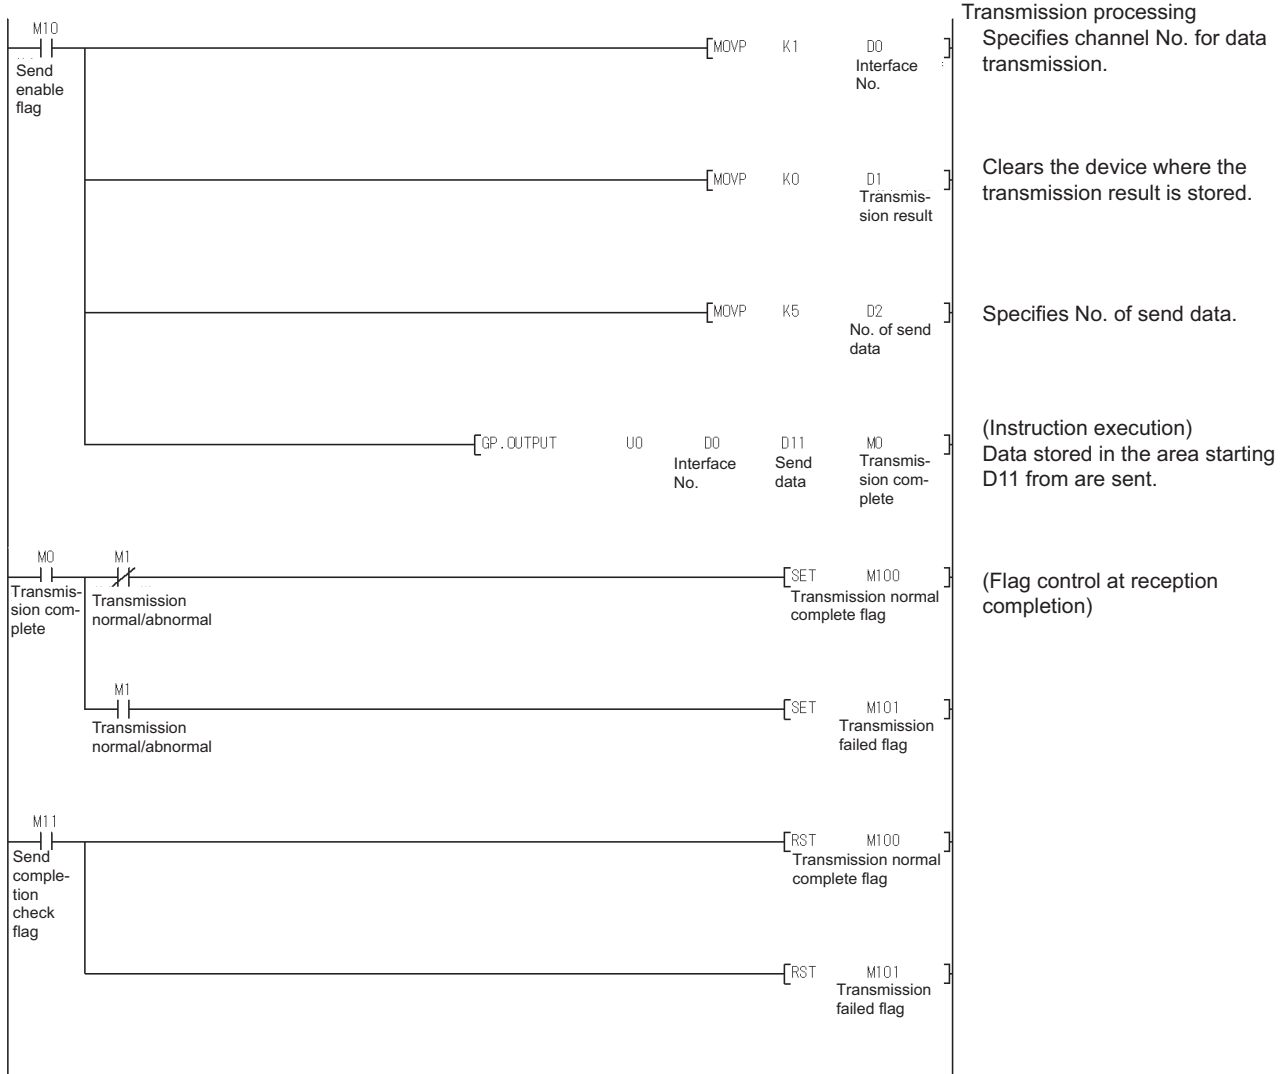 Transmission processing
M10
Send
enable
flag
MOVP K1 D0
Interface
No.
Specifies channel No. for data
transmission.
MOVP K0 D1
Transmis-
sion result
Clears the device where the
transmission result is stored.
MOVP K5 D2
No. of send
data
Specifies No. of send data.
GP.OUTPUT U0 D0 D11 M0
Interface
No.
Send
data
Transmis-
sion com-
plete
(Instruction execution)
Data stored in the area starting
D11 from are sent.
M0
Transmis-
sion com-
plete
M1
Transmission
normal/abnormal
SET M100
Transmission normal
complete flag
(Flag control at reception
completion)
M1
Transmission
normal/abnormal
SET M101
Transmission
failed flag
M11
Send
comple-
tion
check
flag
RST M100
Transmission normal
complete flag
RST M101
Transmission
failed flag